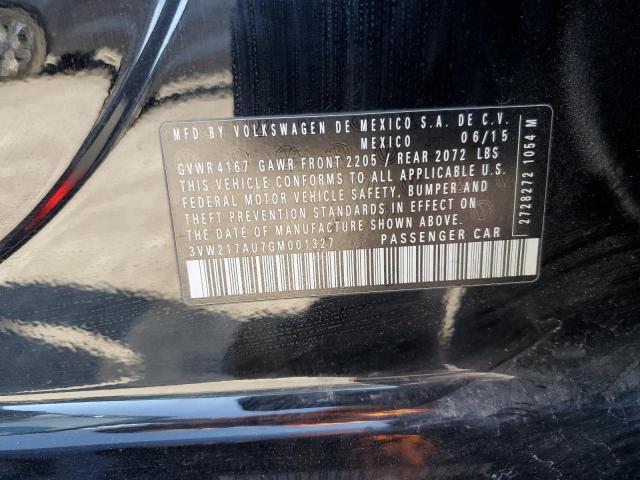 MFD BY VOLKSWAGEN DE MEXICO S.A. DE C.V.
MEXICO 06/15
GVWR 4167 GAWR FRONT 2205 / REAR 2072 LBS
THIS VEHICLE CONFORMS TO ALL APPLICABLE U.S.
FEDERAL MOTOR VEHICLE SAFETY, BUMPER AND
THEFT PREVENTION STANDARDS IN EFFECT ON
THE DATE OF MANUFACTURE SHOWN ABOVE.
3VW217AU7GM001327 PASSENGER CAR
2728272 1054 M